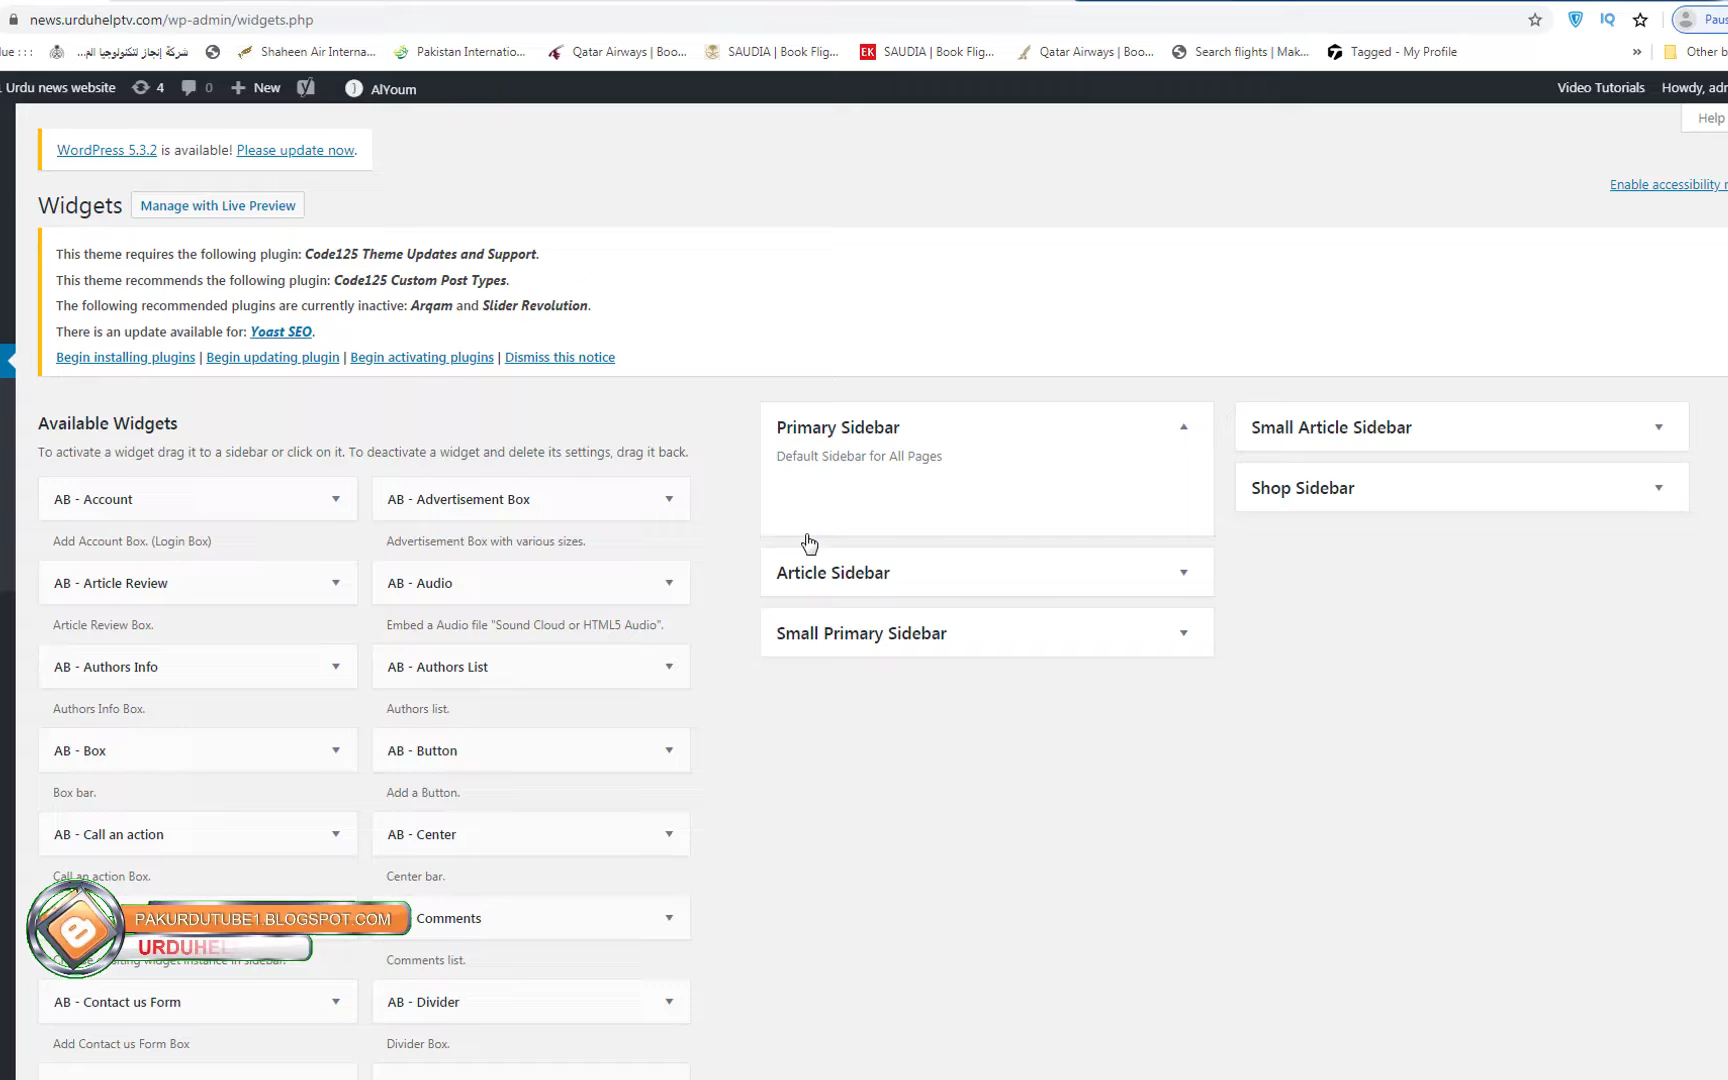 news.urduhelptv.com/wp-admin/widgets.php
Paus
lue : : :
شركة إنجاز لتكنولوجيا الم...
Shaheen Air Interna...
Pakistan Internatio...
Qatar Airways | Boo...
SAUDIA | Book Flig...
EK
SAUDIA | Book Flig...
Qatar Airways | Boo...
Search flights | Mak...
Tagged - My Profile
»
Other b
Urdu news website
4
0
New
AlYoum
Video Tutorials
Howdy, adm
Help
WordPress 5.3.2 is available! Please update now.
Enable accessibility
Widgets
Manage with Live Preview
This theme requires the following plugin: Code125 Theme Updates and Support.
This theme recommends the following plugin: Code125 Custom Post Types.
The following recommended plugins are currently inactive: Arqam and Slider Revolution.
There is an update available for: Yoast SEO.
Begin installing plugins | Begin updating plugin | Begin activating plugins | Dismiss this notice
Available Widgets
To activate a widget drag it to a sidebar or click on it. To deactivate a widget and delete its settings, drag it back.
Primary Sidebar
Default Sidebar for All Pages
Small Article Sidebar
Shop Sidebar
Article Sidebar
Small Primary Sidebar
AB - Account
AB - Advertisement Box
Add Account Box. (Login Box)
Advertisement Box with various sizes.
AB - Article Review
AB - Audio
Article Review Box.
Embed a Audio file "Sound Cloud or HTML5 Audio".
AB - Authors Info
AB - Authors List
Authors Info Box.
Authors list.
AB - Box
AB - Button
Box bar.
Add a Button.
AB - Call an action
AB - Center
Call an action Box.
Center bar.
PAKURDUTUBE1.BLOGSPOT.COM
Comments
URDUHEL
widget instance in sidebar.
Comments list.
AB - Contact us Form
AB - Divider
Add Contact us Form Box
Divider Box.